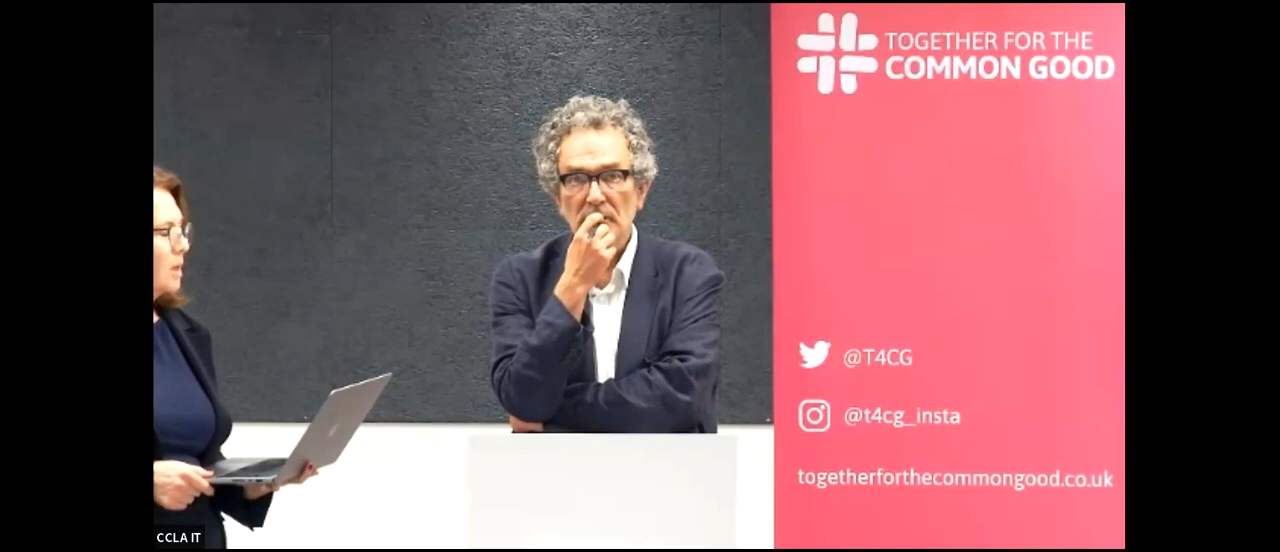 TOGETHER FOR THE
COMMON GOOD
@T4CG
@t4cg_insta
togetherforthecommongood.co.uk
CCLA IT